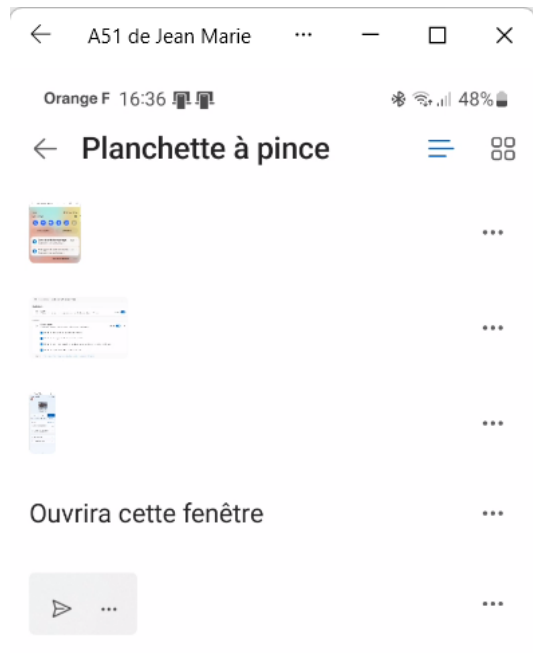 A51 de Jean Marie
Orange F 16:36 48%
Planchette à pince
Ouvrira cette fenêtre